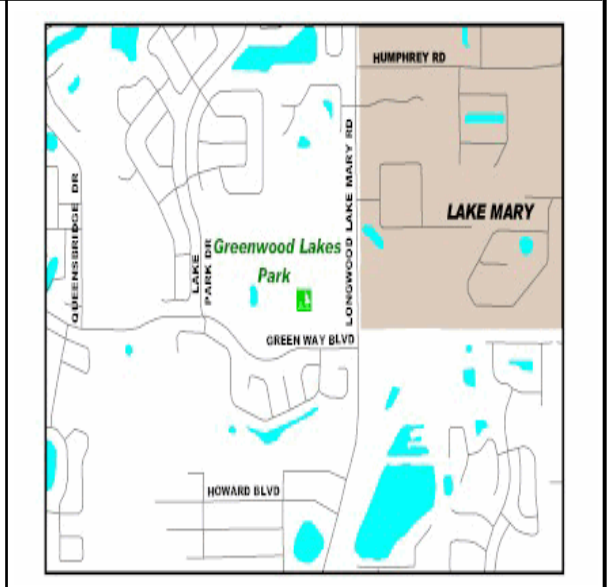 HUMPHREY RD
LONGWOOD LAKE MARY RD
LAKE MARY
QUEENSBRIDGE DR
LAKE
PARK DR
Greenwood Lakes
Park
GREEN WAY BLVD
HOWARD BLVD